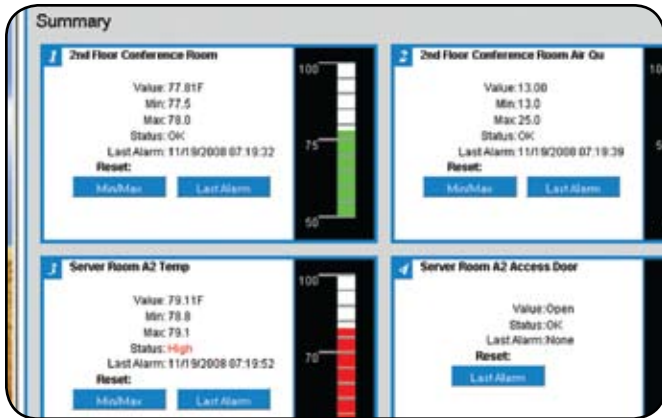 Summary
1 2nd Floor Conference Room
Value: 77.81F
Min: 77.5
Max: 78.0
Status: OK
Last Alarm: 11/19/2008 07:19:32
Reset:
Min/Max Last Alarm
100
75
50
2 2nd Floor Conference Room Air Qu
Value: 13.00
Min: 13.0
Max: 25.0
Status: OK
Last Alarm: 11/19/2008 07:19:39
Reset:
Min/Max Last Alarm
10
5
3 Server Room A2 Temp
Value: 79.11F
Min: 78.8
Max: 79.1
Status: High
Last Alarm: 11/19/2008 07:19:52
Reset:
Min/Max Last Alarm
100
70
4 Server Room A2 Access Door
Value: Open
Status: OK
Last Alarm: None
Reset:
Last Alarm